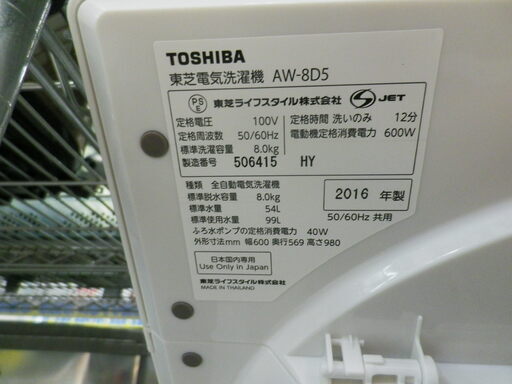 TOSHIBA
東芝電気洗濯機 AW-8D5
PS E 東芝ライフスタイル株式会社 S JET
定格電圧 100V 定格時間 洗いのみ 12分
定格周波数 50/60Hz 電動機定格消費電力 600W
標準洗濯容量 8.0kg
製造番号 506415 HY
種類 全自動電気洗濯機
標準脱水容量 8.0kg 2016 年製
標準水量 54L
標準使用水量 99L 50/60Hz 共用
ふろ水ポンプの定格消費電力 40W
外形寸法mm 幅600 奥行569 高さ980
日本国内専用
Use Only in Japan
東芝ライフスタイル株式会社
MADE IN THAILAND